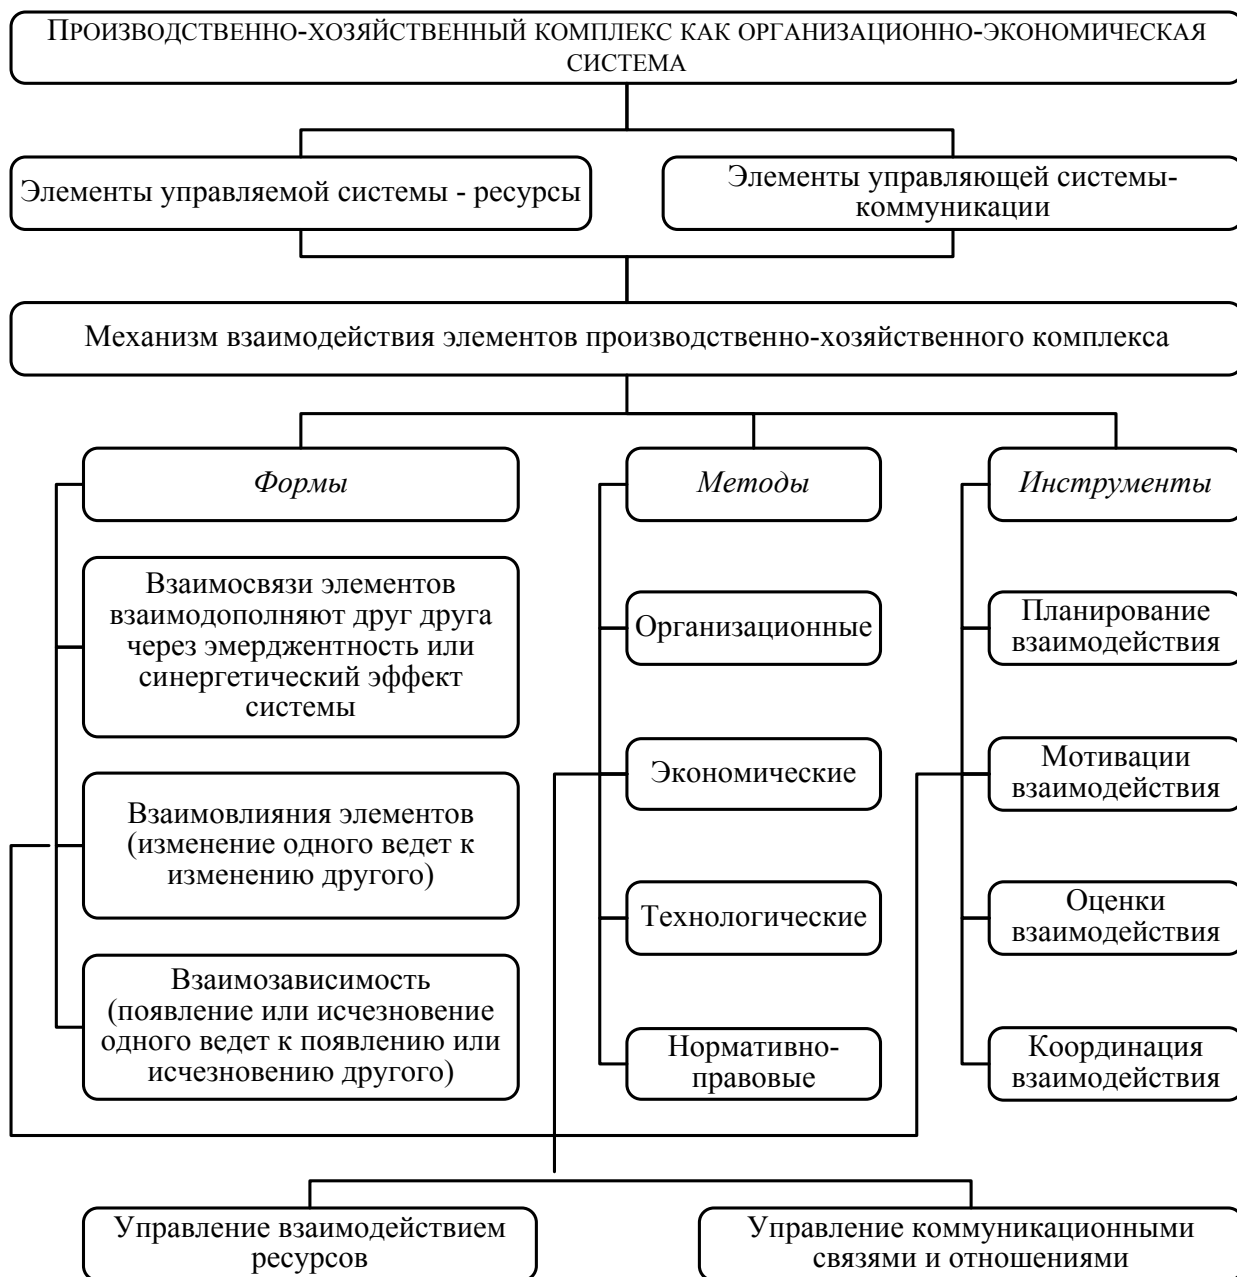 ПРОИЗВОДСТВЕННО-ХОЗЯЙСТВЕННЫЙ КОМПЛЕКС КАК ОРГАНИЗАЦИОННО-ЭКОНОМИЧЕСКАЯ
СИСТЕМА
Элементы управляемой системы - ресурсы
Элементы управляющей системы-
коммуникации
Механизм взаимодействия элементов производственно-хозяйственного комплекса
Формы
Взаимосвязи элементов
взаимодополняют друг друга
через эмерджентность или
синергетический эффект
системы
Взаимовлияния элементов
(изменение одного ведет к
изменению другого)
Взаимозависимость
(появление или исчезновение
одного ведет к появлению или
исчезновению другого)
Методы
Организационные
Экономические
Технологические
Нормативно-
правовые
Инструменты
Планирование
взаимодействия
Мотивации
взаимодействия
Оценки
взаимодействия
Координация
взаимодействия
Управление взаимодействием
ресурсов
Управление коммуникационными
связями и отношениями